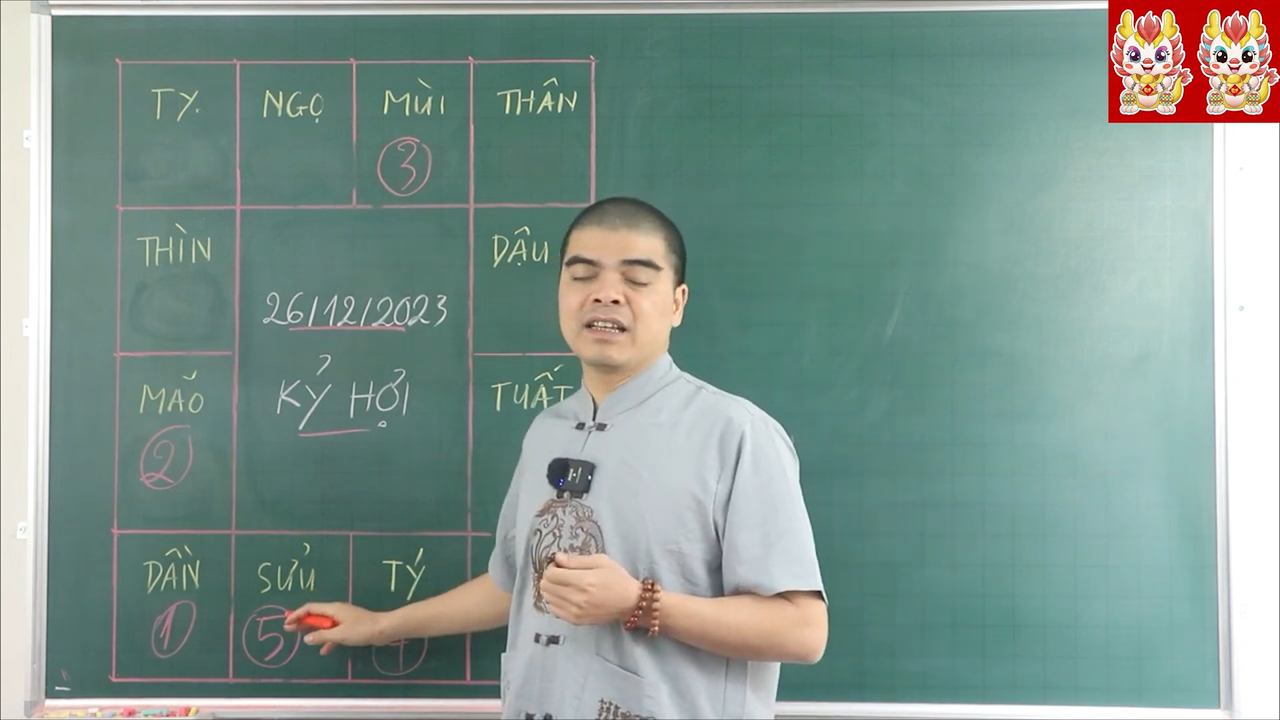 TỴ NGỌ MÙI THÂN
3
THÌN DẬU
26/12/2023
KỶ HỢI
MÃO TUẤT
2
DẦN SỬU TÝ
1 5